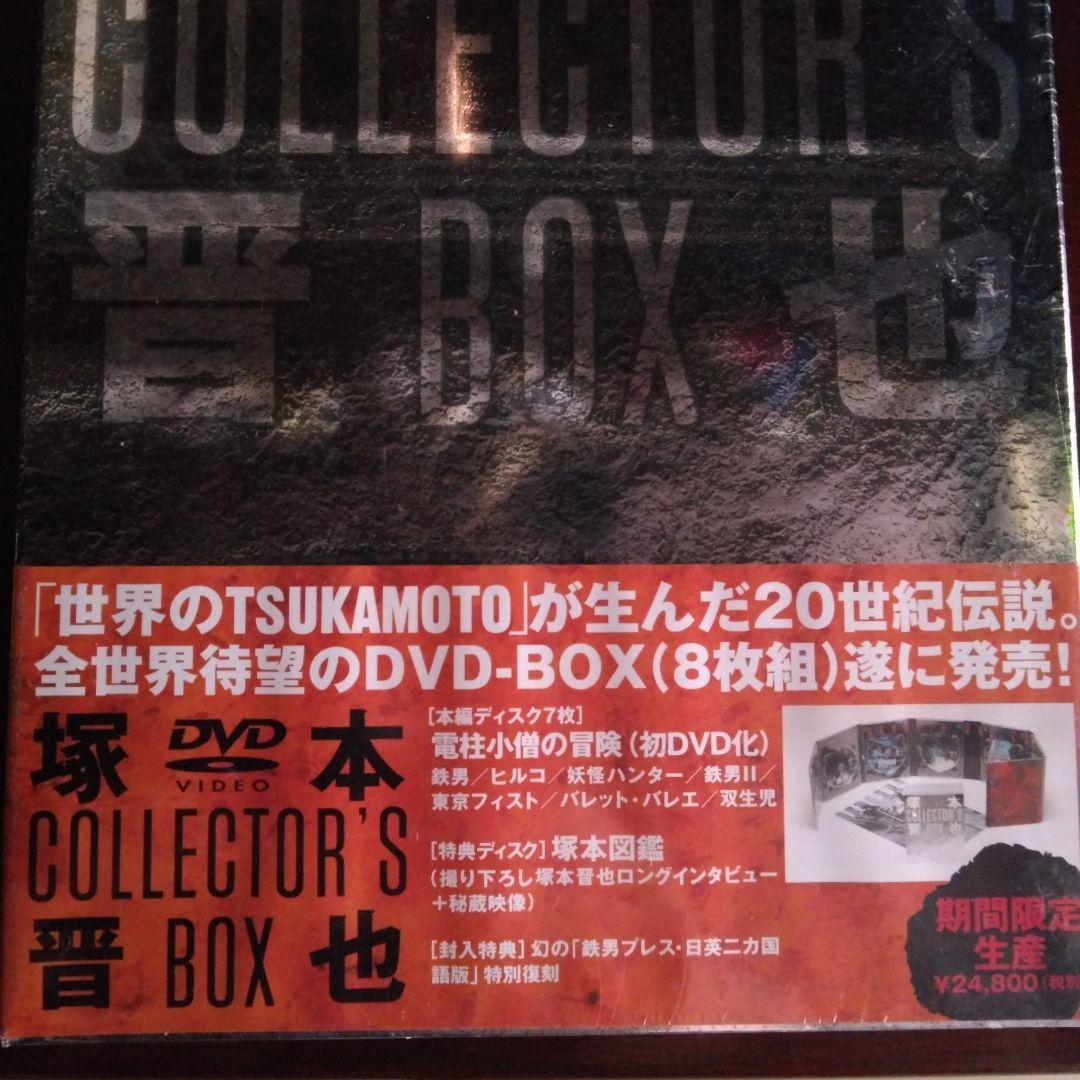 COLLECTOR'S
晋 BOX 也
「世界のTSUKAMOTO」が生んだ20世紀伝説。
全世界待望のDVD-BOX(8枚組)遂に発売!
塚 DVD VIDEO 本
COLLECTOR'S
晋 BOX 也
[本編ディスク7枚]
電柱小僧の冒険(初DVD化)
鉄男/ヒルコ/妖怪ハンター/鉄男II/
東京フィスト/バレット・バレエ/双生児
[特典ディスク]塚本図鑑
(撮り下ろし塚本晋也ロングインタビュー
+秘蔵映像)
[封入特典]幻の「鉄男プレス・日英二カ国
語版」特別復刻
塚 本
COLLECTOR'S
晋 BOX 也
期間限定
生産
¥24,800(税別